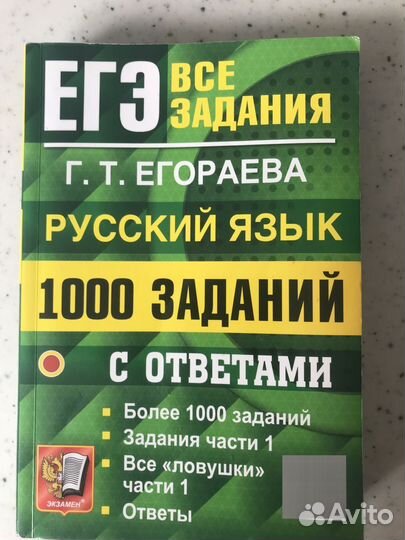 ЕГЭ ВСЕ
ЗАДАНИЯ
Г. Т. ЕГОРАЕВА
РУССКИЙ ЯЗЫК
1000 ЗАДАНИЙ
С ОТВЕТАМИ
Более 1000 заданий
Задания части 1
Все «ловушки»
части 1
Ответы
ЭКЗАМЕН®
Avito